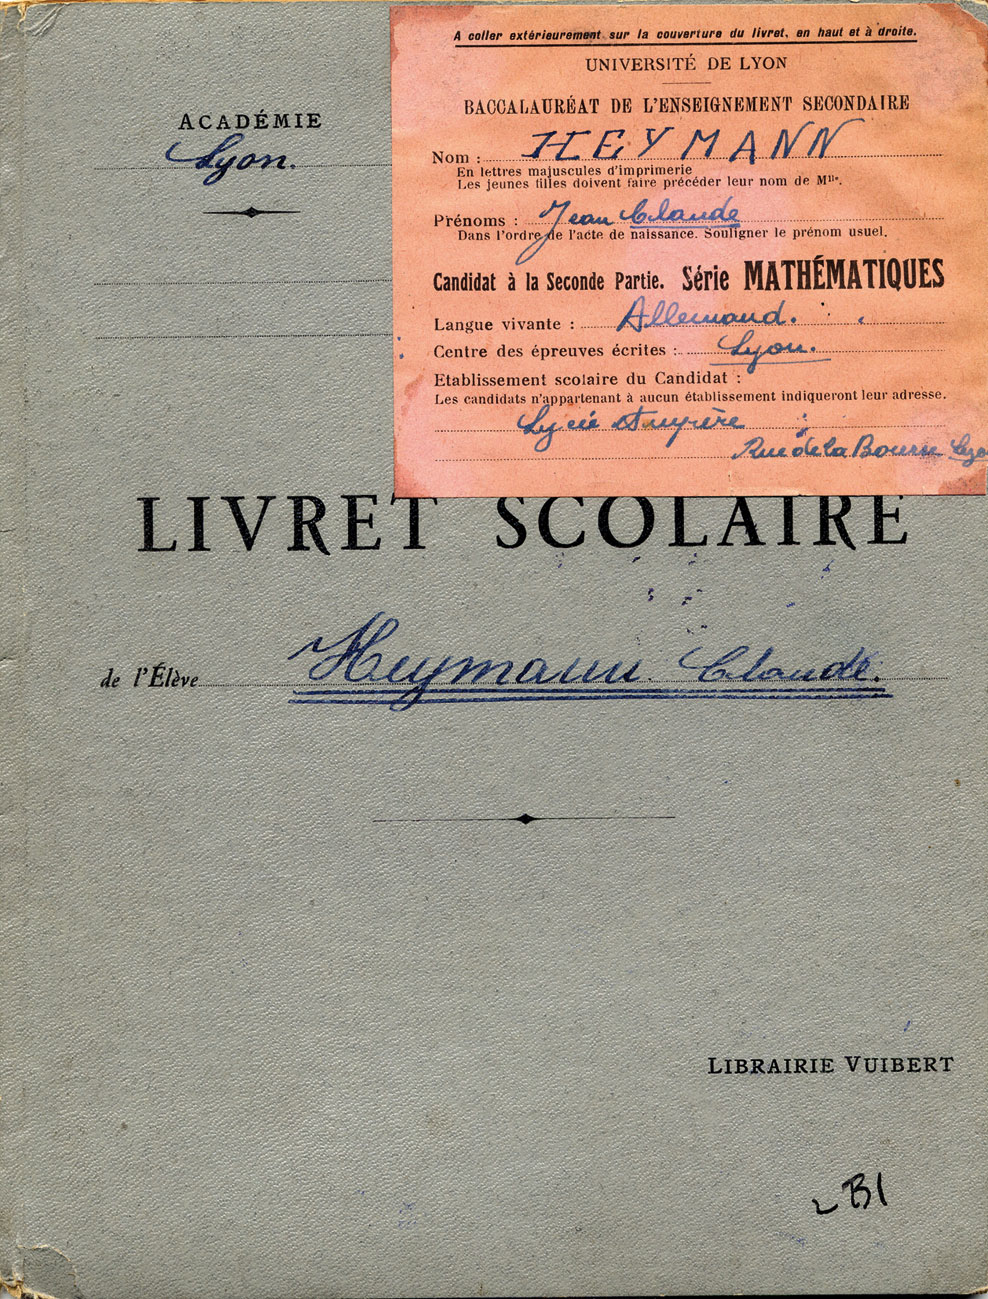 A coller extérieurement sur la couverture du livret, en haut et à droite.
UNIVERSITÉ DE LYON
BACCALAURÉAT DE L'ENSEIGNEMENT SECONDAIRE
Nom : HEYMANN
En lettres majuscules d'imprimerie
Les jeunes filles doivent faire précéder leur nom de Mlle.
Prénoms : Jean Claude
Dans l'ordre de l'acte de naissance. Souligner le prénom usuel.
Candidat à la Seconde Partie. Série MATHÉMATIQUES
Langue vivante : Allemand.
Centre des épreuves écrites : Lyon.
Etablissement scolaire du Candidat :
Les candidats n'appartenant à aucun établissement indiqueront leur adresse.
Lycée Ampère
Rue de la Bourse Lyo
ACADÉMIE
Lyon.
LIVRET SCOLAIRE
de l'Élève Heymann Claude.
LIBRAIRIE VUIBERT
B1